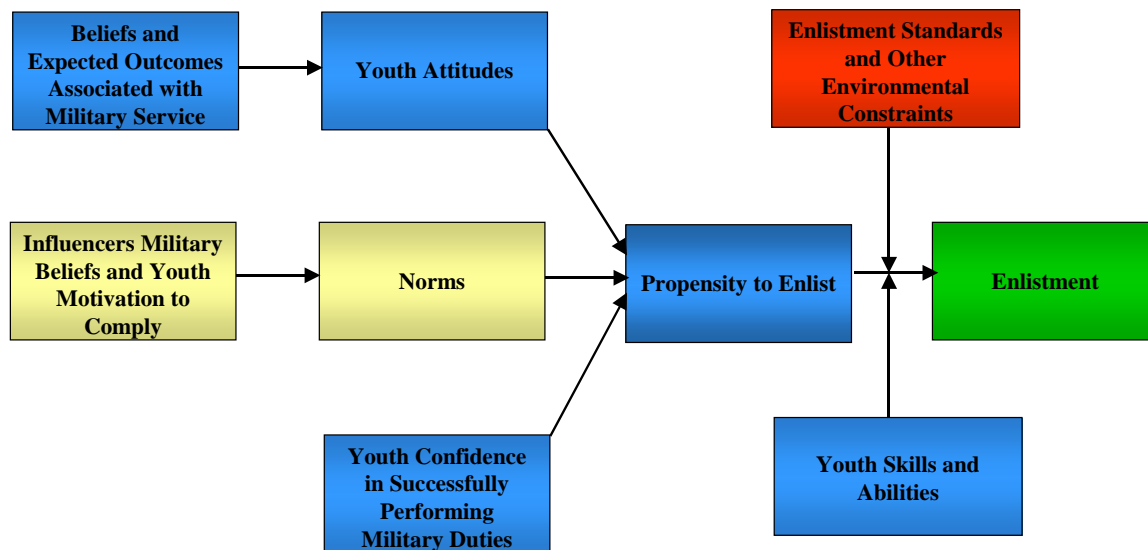 Beliefs and
Expected Outcomes
Associated with
Military Service
Youth Attitudes
Enlistment Standards
and Other
Environmental
Constraints
Influencers Military
Beliefs and Youth
Motivation to
Comply
Norms
Propensity to Enlist
Enlistment
Youth Confidence
in Successfully
Performing
Military Duties
Youth Skills and
Abilities